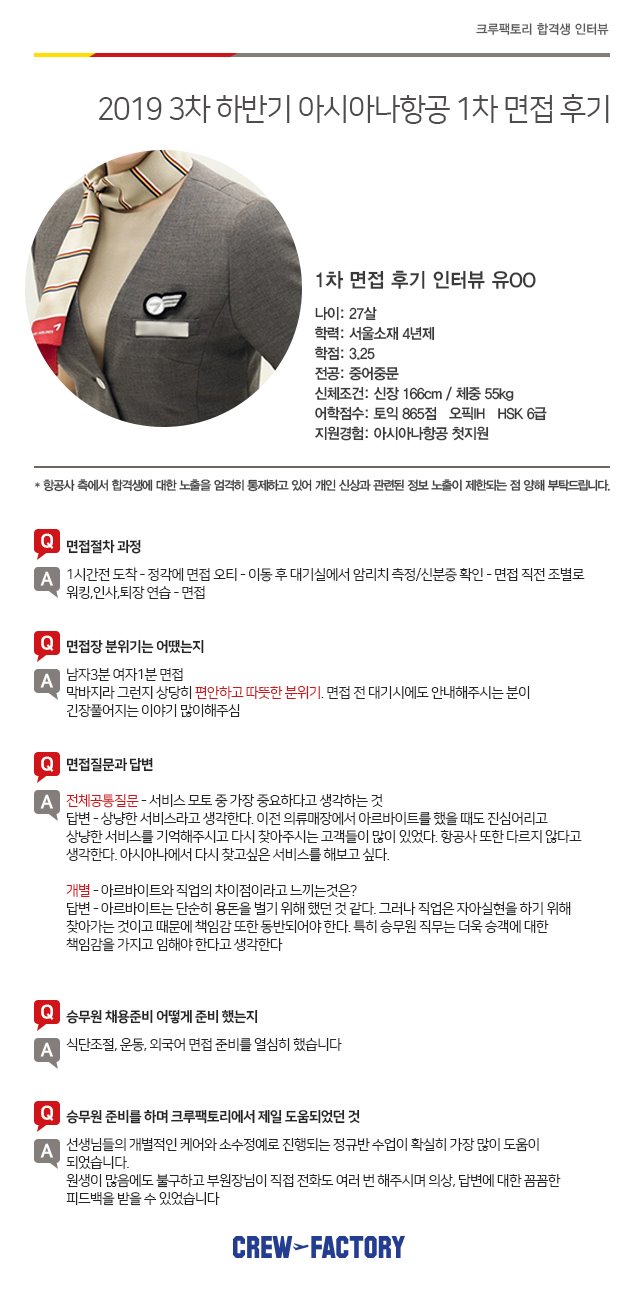 크루팩토리 합격생 인터뷰
2019 3차 하반기 아시아나항공 1차 면접 후기
1차 면접 후기 인터뷰 유OO
나이: 27살
학력: 서울소재 4년제
학점: 3.25
전공: 중어중문
신체조건: 신장 166cm / 체중 55kg
어학점수: 토익 865점 오픽IH HSK 6급
지원경험: 아시아나항공 첫지원
* 항공사 측에서 합격생에 대한 노출을 엄격히 통제하고 있어 개인 신상과 관련된 정보 노출이 제한되는 점 양해 부탁드립니다.
Q 면접절차 과정
A 1시간전 도착 - 정각에 면접 오티 - 이동 후 대기실에서 암리치 측정/신분증 확인 - 면접 직전 조별로
워킹,인사,퇴장 연습 - 면접
Q 면접장 분위기는 어땠는지
A 남자3분 여자1분 면접
막바지라 그런지 상당히 편안하고 따뜻한 분위기. 면접 전 대기시에도 안내해주시는 분이
긴장풀어지는 이야기 많이해주심
Q 면접질문과 답변
A 전체공통질문 - 서비스 모토 중 가장 중요하다고 생각하는 것
답변 - 상냥한 서비스라고 생각한다. 이전 의류매장에서 아르바이트를 했을 때도 진심어리고
상냥한 서비스를 기억해주시고 다시 찾아주시는 고객들이 많이 있었다. 항공사 또한 다르지 않다고
생각한다. 아시아나에서 다시 찾고싶은 서비스를 해보고 싶다.
개별 - 아르바이트와 직업의 차이점이라고 느끼는것은?
답변 - 아르바이트는 단순히 용돈을 벌기 위해 했던 것 같다. 그러나 직업은 자아실현을 하기 위해
찾아가는 것이고 때문에 책임감 또한 동반되어야 한다. 특히 승무원 직무는 더욱 승객에 대한
책임감을 가지고 임해야 한다고 생각한다
Q 승무원 채용준비 어떻게 준비 했는지
A 식단조절, 운동, 외국어 면접 준비를 열심히 했습니다
Q 승무원 준비를 하며 크루팩토리에서 제일 도움되었던 것
A 선생님들의 개별적인 케어와 소수정예로 진행되는 정규반 수업이 확실히 가장 많이 도움이
되었습니다.
원생이 많음에도 불구하고 부원장님이 직접 전화도 여러 번 해주시며 의상, 답변에 대한 꼼꼼한
피드백을 받을 수 있었습니다
CREW FACTORY